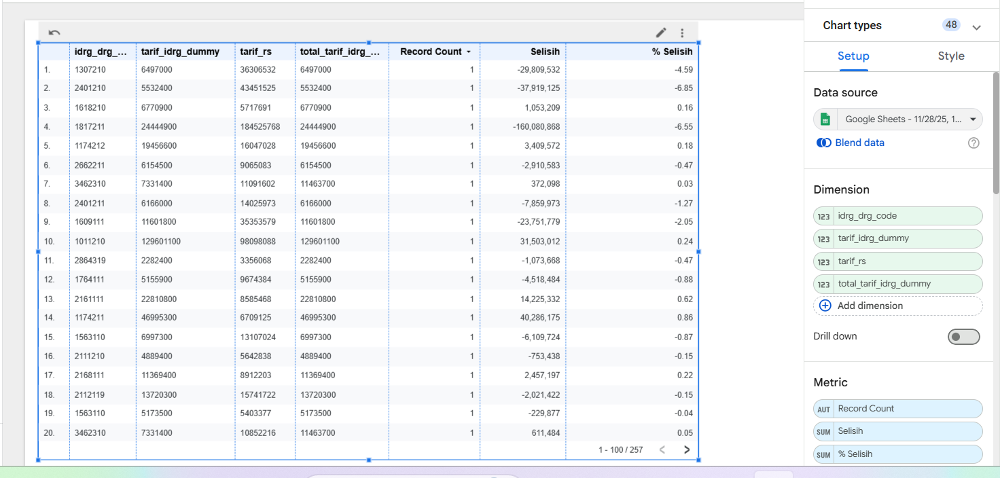 idrg_drg_... tarif_idrg_dummy tarif_rs total_tarif_idrg_... Record Count Selisih % Selisih
1. 1307210 6497000 36306532 6497000 1 -29,809,532 -4.59
2. 2401210 5532400 43451525 5532400 1 -37,919,125 -6.85
3. 1618210 6770900 5717691 6770900 1 1,053,209 0.16
4. 1817211 24444900 184525768 24444900 1 -160,080,868 -6.55
5. 1174212 19456600 16047028 19456600 1 3,409,572 0.18
6. 2662211 6154500 9065083 6154500 1 -2,910,583 -0.47
7. 3462310 7331400 11091602 11463700 1 372,098 0.03
8. 2401211 6166000 14025973 6166000 1 -7,859,973 -1.27
9. 1609111 11601800 35353579 11601800 1 -23,751,779 -2.05
10. 1011210 129601100 98098088 129601100 1 31,503,012 0.24
11. 2864319 2282400 3356068 2282400 1 -1,073,668 -0.47
12. 1764111 5155900 9674384 5155900 1 -4,518,484 -0.88
13. 2161111 22810800 8585468 22810800 1 14,225,332 0.62
14. 1174211 46995300 6709125 46995300 1 40,286,175 0.86
15. 1563110 6997300 13107024 6997300 1 -6,109,724 -0.87
16. 2111210 4889400 5642838 4889400 1 -753,438 -0.15
17. 2168111 11369400 8912203 11369400 1 2,457,197 0.22
18. 2112119 13720300 15741722 13720300 1 -2,021,422 -0.15
19. 1563110 5173500 5403377 5173500 1 -229,877 -0.04
20. 3462310 7331400 10852216 11463700 1 611,484 0.05
1 - 100 / 257
Chart types 48
Setup Style
Data source
Google Sheets - 11/28/25, 1...
Blend data
Dimension
123 idrg_drg_code
123 tarif_idrg_dummy
123 tarif_rs
123 total_tarif_idrg_dummy
Add dimension
Drill down
Metric
AUT Record Count
SUM Selisih
SUM % Selisih